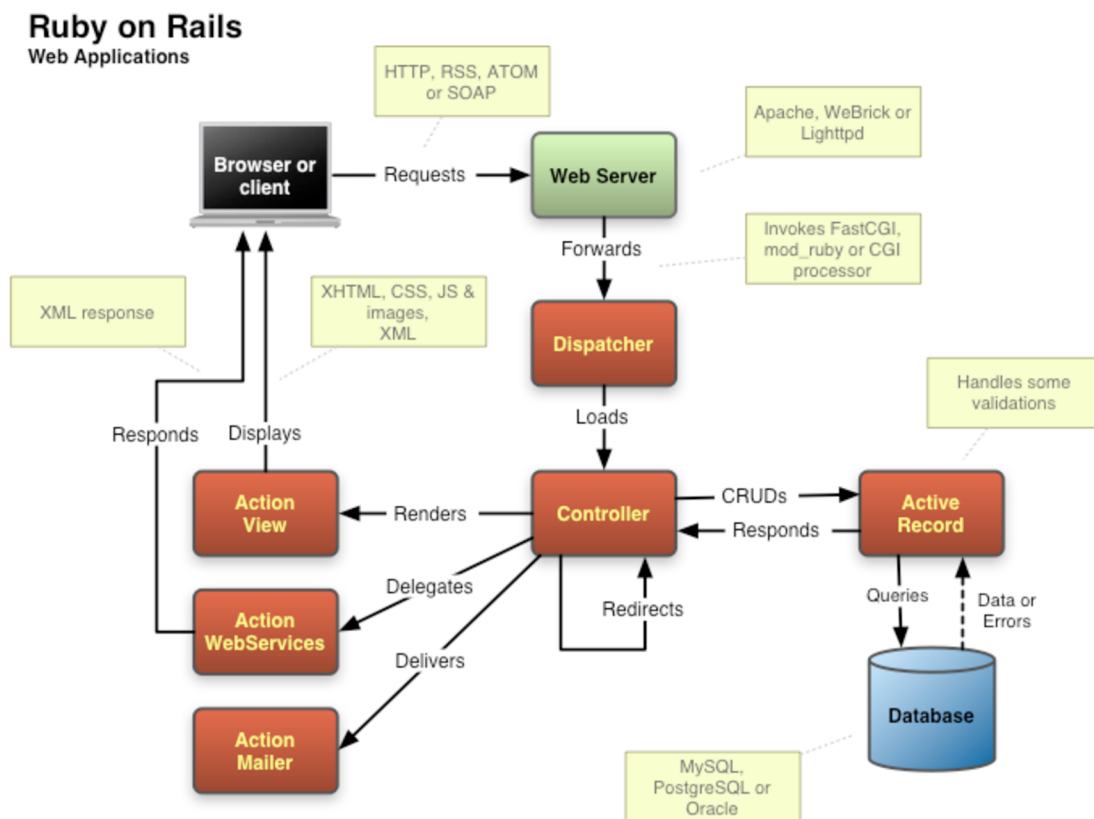 Ruby on Rails
Web Applications
HTTP, RSS, ATOM
or SOAP
Apache, WeBrick or
Lighttpd
Browser or
client
Requests
Web Server
Forwards
Invokes FastCGI,
mod_ruby or CGI
processor
XML response
XHTML, CSS, JS &
images,
XML
Dispatcher
Handles some
validations
Loads
Responds
Displays
Action
View
Renders
Controller
CRUDs
Responds
Active
Record
Delegates
Redirects
Queries
Data or
Errors
Action
WebServices
Delivers
Database
Action
Mailer
MySQL,
PostgreSQL or
Oracle